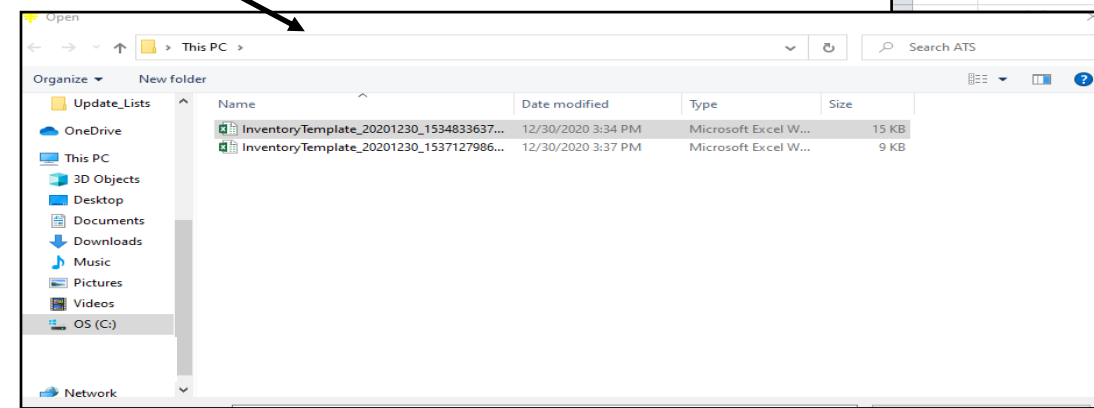 Open
This PC
Search ATS
Organize
New folder
Update_Lists
OneDrive
This PC
3D Objects
Desktop
Documents
Downloads
Music
Pictures
Videos
OS (C:)
Network
Name Date modified Type Size
InventoryTemplate_20201230_1534833637... 12/30/2020 3:34 PM Microsoft Excel W... 15 KB
InventoryTemplate_20201230_1537127986... 12/30/2020 3:37 PM Microsoft Excel W... 9 KB